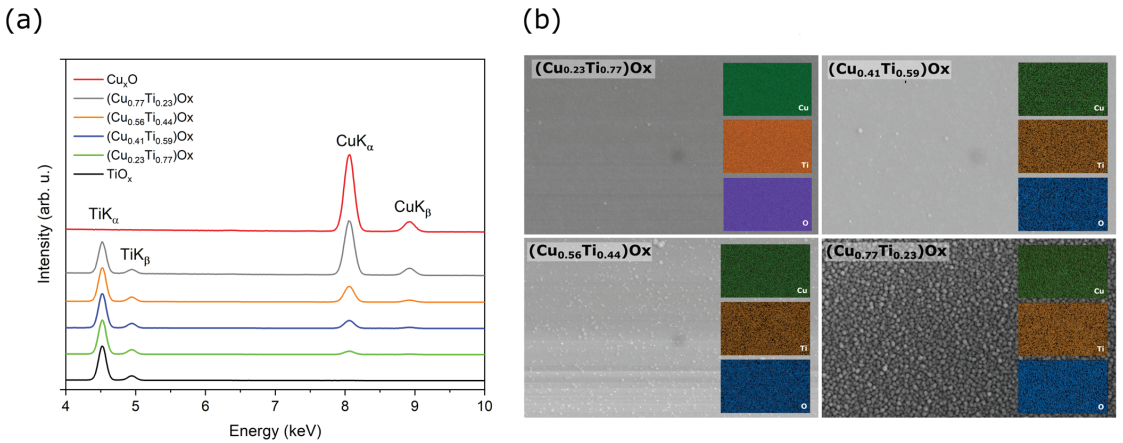 (a)
(b)
CuₓO
(Cu₀.₇₇Ti₀.₂₃)Ox
(Cu₀.₅₆Ti₀.₄₄)Ox
(Cu₀.₄₁Ti₀.₅₉)Ox
(Cu₀.₂₃Ti₀.₇₇)Ox
TiOₓ
TiKα
TiKβ
CuKα
CuKβ
Intensity (arb. u.)
4 5 6 7 8 9 10
Energy (keV)
(Cu₀.₂₃Ti₀.₇₇)Ox
Cu
Ti
O
(Cu₀.₄₁Ti₀.₅₉)Ox
Cu
Ti
O
(Cu₀.₅₆Ti₀.₄₄)Ox
Cu
Ti
O
(Cu₀.₇₇Ti₀.₂₃)Ox
Cu
Ti
O